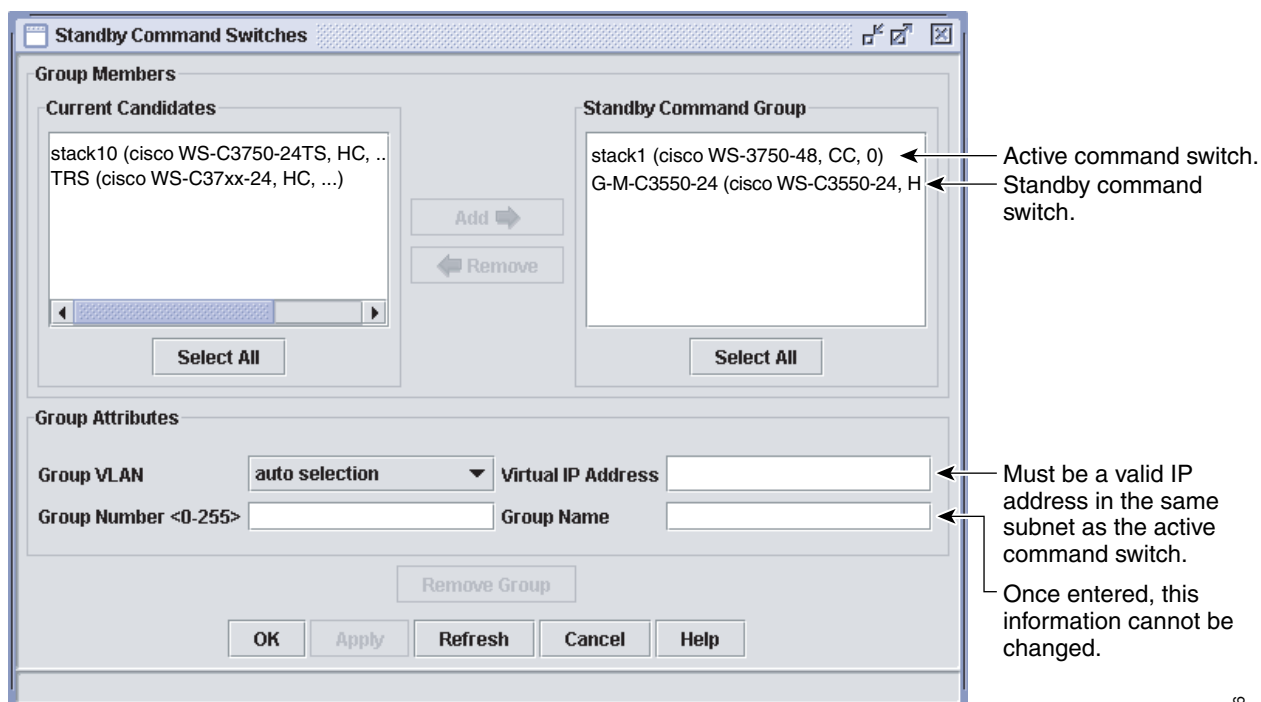 Standby Command Switches
Group Members
Current Candidates
stack10 (cisco WS-C3750-24TS, HC, ..
TRS (cisco WS-C37xx-24, HC, ...)
Select All
Add
Remove
Standby Command Group
stack1 (cisco WS-3750-48, CC, 0)
G-M-C3550-24 (cisco WS-C3550-24, H
Select All
Active command switch.
Standby command
switch.
Group Attributes
Group VLAN
auto selection
Virtual IP Address
Group Number <0-255>
Group Name
Must be a valid IP
address in the same
subnet as the active
command switch.
Once entered, this
information cannot be
changed.
Remove Group
OK
Apply
Refresh
Cancel
Help